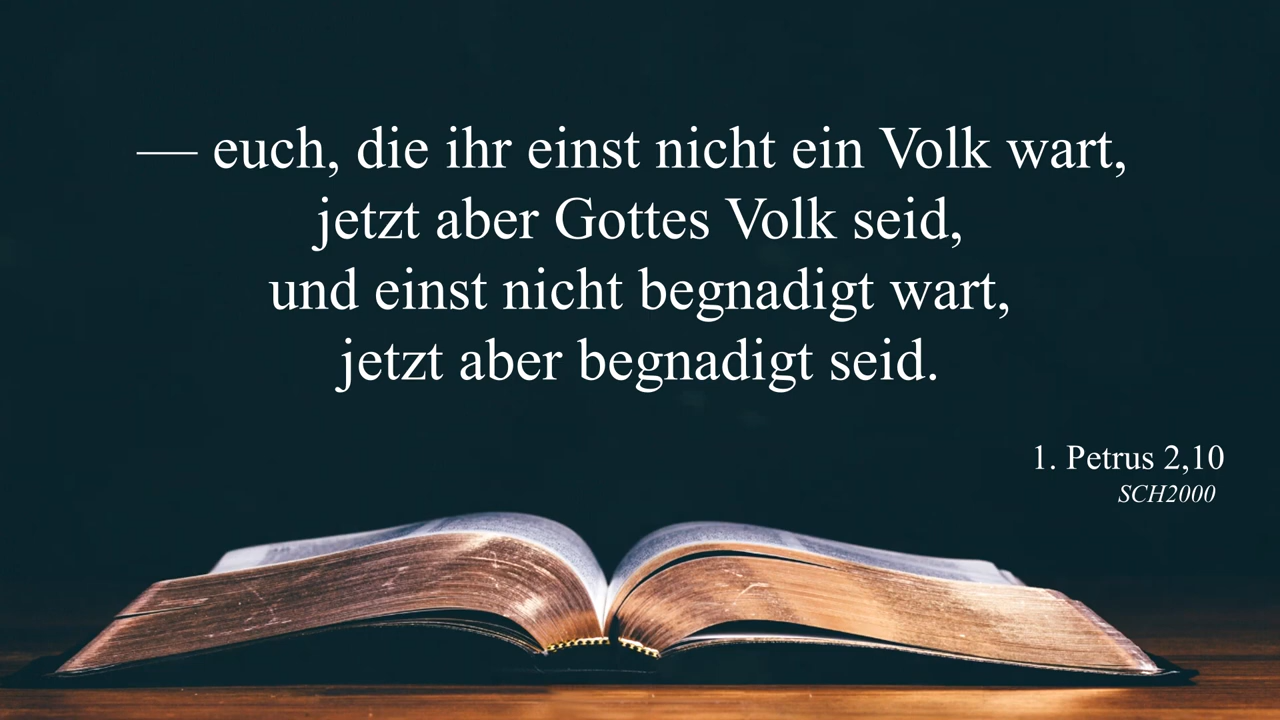 — euch, die ihr einst nicht ein Volk wart,
jetzt aber Gottes Volk seid,
und einst nicht begnadigt wart,
jetzt aber begnadigt seid.
1. Petrus 2,10
SCH2000